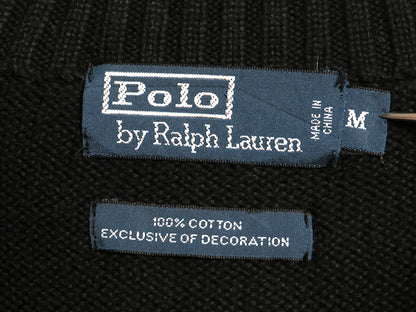 Polo
by Ralph Lauren
MADE IN
CHINA
M
100% COTTON
EXCLUSIVE OF DECORATION